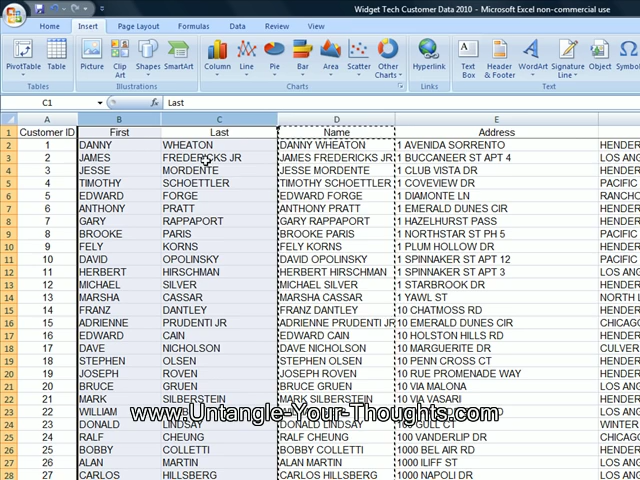 Widget Tech Customer Data 2010 - Microsoft Excel non-commercial use
Home Insert Page Layout Formulas Data Review View Developer
PivotTable Table Picture Clip Art Shapes SmartArt Column Line Pie Bar Area Scatter Other Charts Hyperlink Text Box Header & Footer WordArt Signature Line Object Symbol
Tables Illustrations Charts Links Text
C1 fx Last
A B C D E
1 Customer ID First Last Name Address
2 1 DANNY WHEATON DANNY WHEATON 1 AVENIDA SORRENTO HENDER
3 2 JAMES FREDERICKS JR JAMES FREDERICKS JR 1 BUCCANEER ST APT 4 LOS ANG
4 3 JESSE MORDENTE JESSE MORDENTE 1 CLUB VISTA DR HENDER
5 4 TIMOTHY SCHOETTLER TIMOTHY SCHOETTLER 1 COVEVIEW DR PACIFIC
6 5 EDWARD FORGE EDWARD FORGE 1 DIAMONTE LN RANCHO
7 6 ANTHONY PRATT ANTHONY PRATT 1 EMERALD DUNES CIR HENDER
8 7 GARY RAPPAPORT GARY RAPPAPORT 1 HAZELHURST PASS HENDER
9 8 BROOKE PARIS BROOKE PARIS 1 NORTHSTAR ST PH 5 LOS ANG
10 9 FELY KORNS FELY KORNS 1 PLUM HOLLOW DR HENDER
11 10 DAVID OPOLINSKY DAVID OPOLINSKY 1 SPINNAKER ST APT 12 LOS ANG
12 11 HERBERT HIRSCHMAN HERBERT HIRSCHMAN 1 SPINNAKER ST APT 3 LOS ANG
13 12 MICHAEL SILVER MICHAEL SILVER 1 STARBROOK DR HENDER
14 13 MARSHA CASSAR MARSHA CASSAR 1 YAWL ST LOS ANG
15 14 FRANZ DANTLEY FRANZ DANTLEY 10 CHATMOSS RD HENDER
16 15 ADRIENNE PRUDENTI JR ADRIENNE PRUDENTI JR 10 EMERALD DUNES CIR CHICAG
17 16 EDWARD CAIN EDWARD CAIN 10 HOLSTON HILLS RD HENDER
18 17 DAVE NICHOLSON DAVE NICHOLSON 10 MARGUERITE DR CULVER
19 18 STEPHEN OLSEN STEPHEN OLSEN 10 PENN CROSS CT HENDER
20 19 JOSEPH ROVEN JOSEPH ROVEN 10 TALL RD
21 20 BRUCE GRUEN BRUCE GRUEN 10 VIA MALONA LOS ANG
22 21 MARK SILBERSTEIN MARK SILBERSTEIN 10 VIA VASARI HENDER
23 22 WILLIAM
www.Untangle-Your-Thoughts.com
24 23 DONALD LINDSAY DONALD LINDSAY GULF CT WINTER
25 24 RALF CHEUNG RALF CHEUNG 100 VANDERLIP DR CHICAG
26 25 BOBBY COLLETTI BOBBY COLLETTI 1000 BEL AIR RD LOS ANG
27 26 ALAN MARTIN ALAN MARTIN 1000 ILIFF ST PACIFIC
28 27 CARLOS HILLSBERG CARLOS HILLSBERG 1000 NAPOLI DR PACIFIC